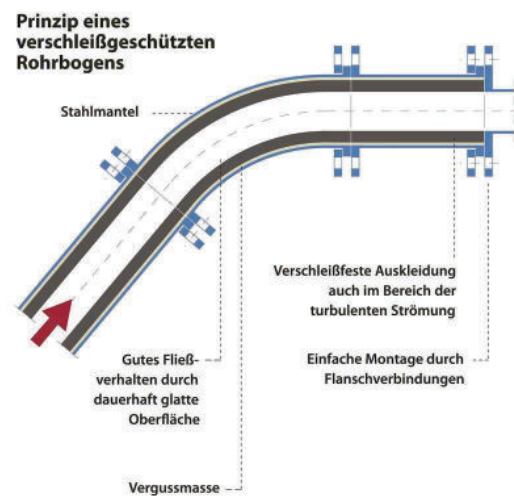 Prinzip eines
verschleißgeschützten
Rohrbogens
Stahlmantel
Verschleißfeste Auskleidung
auch im Bereich der
turbulenten Strömung
Gutes Fließ-
verhalten durch
dauerhaft glatte
Oberfläche
Einfache Montage durch
Flanschverbindungen
Vergussmasse